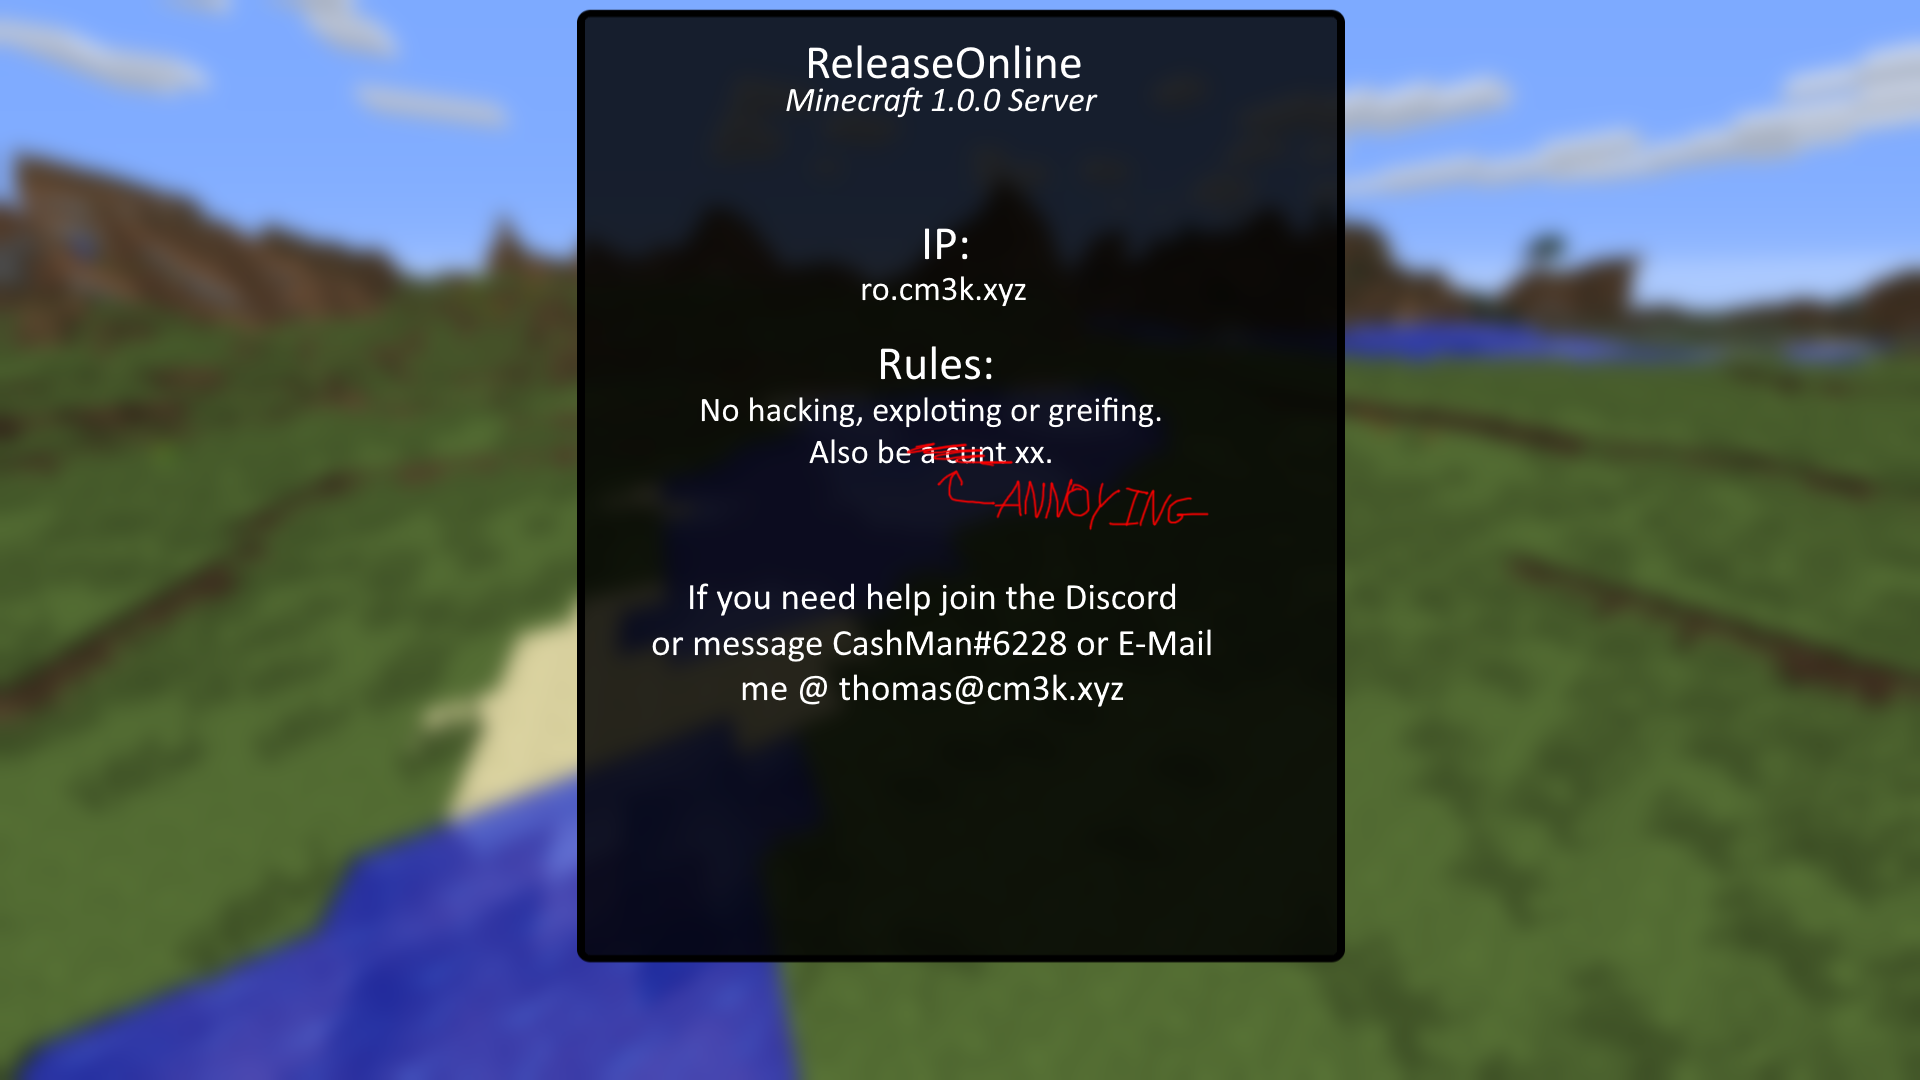 ReleaseOnline
Minecraft 1.0.0 Server
IP:
ro.cm3k.xyz
Rules:
No hacking, exploting or greifing.
Also be a cunt xx.
ANNOYING
If you need help join the Discord
or message CashMan#6228 or E-Mail
me @ thomas@cm3k.xyz